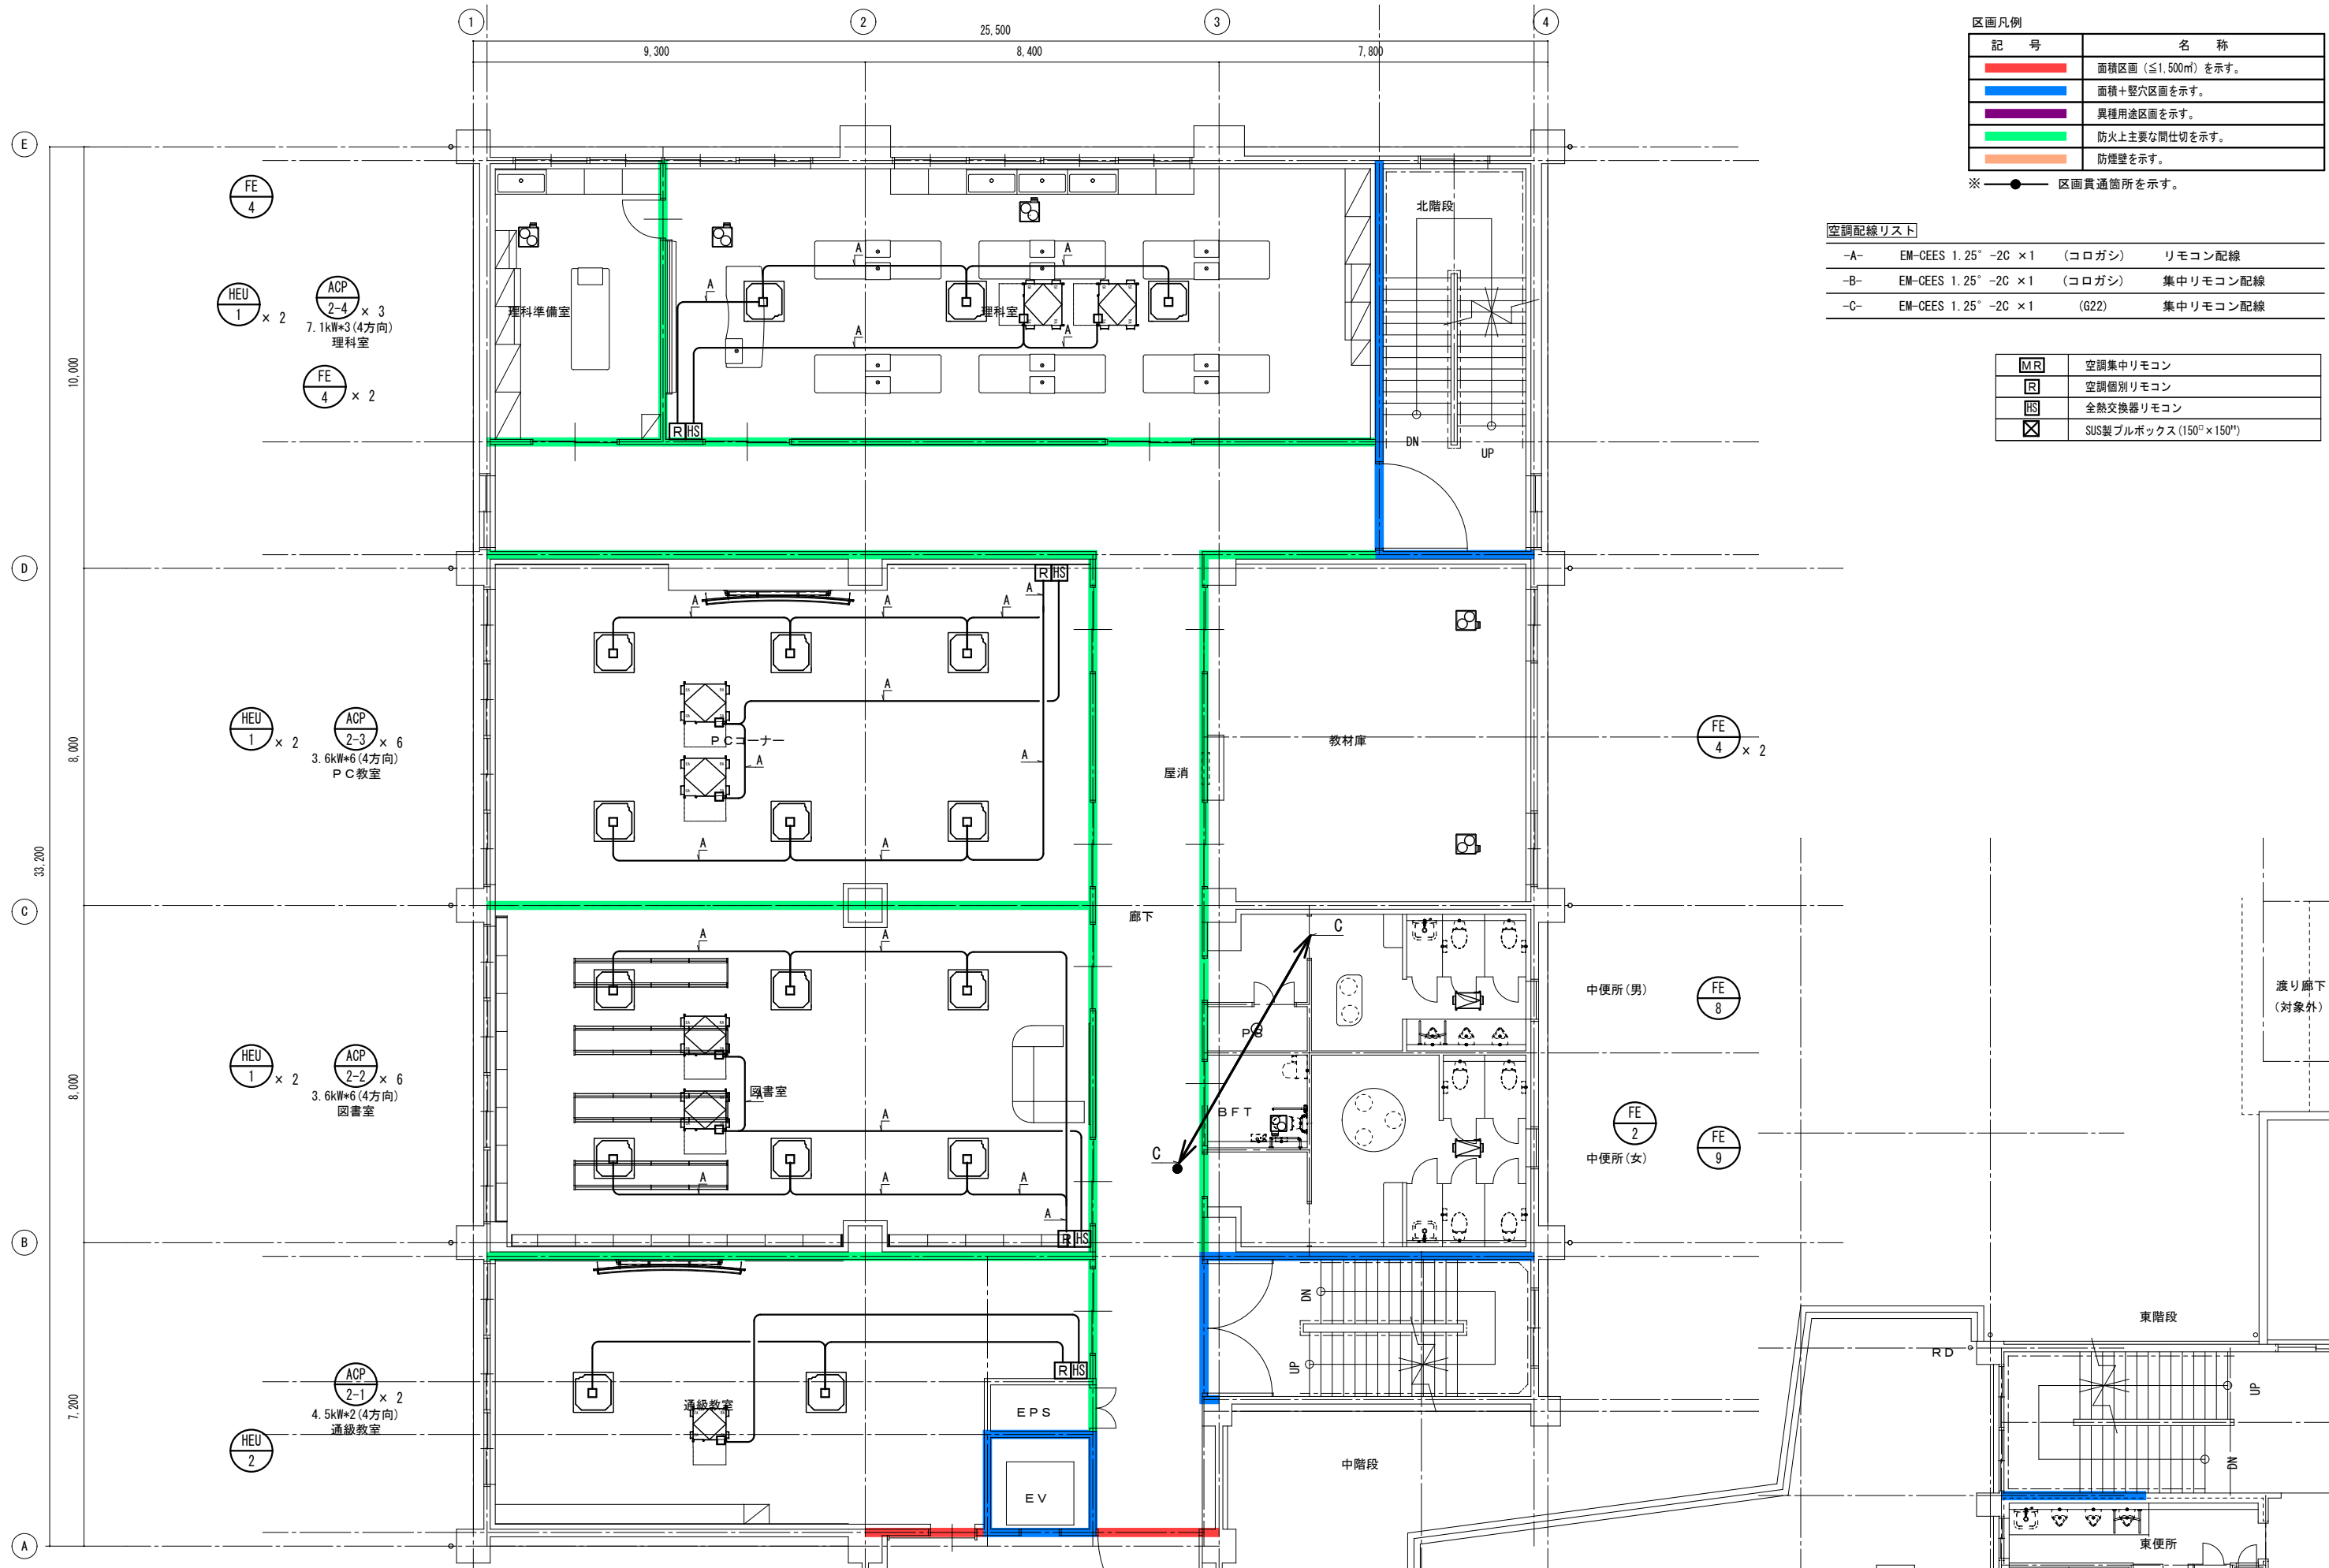 1
2
3
4
25,500
9,300
8,400
7,800
区画凡例
記 号 名 称
面積区画（≦1,500㎡）を示す。
面積＋竪穴区画を示す。
異種用途区画を示す。
防火上主要な間仕切を示す。
防煙壁を示す。
※ 区画貫通箇所を示す。
空調配線リスト
-A- EM-CEES 1.25°-2C ×1 (コロガシ) リモコン配線
-B- EM-CEES 1.25°-2C ×1 (コロガシ) 集中リモコン配線
-C- EM-CEES 1.25°-2C ×1 (G22) 集中リモコン配線
MR 空調集中リモコン
R 空調個別リモコン
HS 全熱交換器リモコン
SUS製プルボックス(150□×150H)
E
FE
4
HEU
1 × 2
ACP
2-4 × 3
7.1kW*3(4方向)
理科室
FE
4 × 2
10,000
理科準備室
理科室
A
A
A
A
A
R HS
北階段
DN
UP
D
R HS
A
A
A
A
A
A
A
A
A
PCコーナー
HEU
1 × 2
ACP
2-3 × 6
3.6kW*6(4方向)
PC教室
8,000
33,200
屋消
教材庫
FE
4 × 2
C
廊下
A
A
A
A
A
A
A
A
図書室
R HS
HEU
1 × 2
ACP
2-2 × 6
3.6kW*6(4方向)
図書室
8,000
C
PS
BFT
C
中便所(男)
FE
8
FE
2
中便所(女)
FE
9
渡り廊下
(対象外)
B
DN
UP
R HS
通級教室
EPS
EV
ACP
2-1 × 2
4.5kW*2(4方向)
通級教室
HEU
2
7,200
中階段
東階段
RD
UP
DN
東便所
A